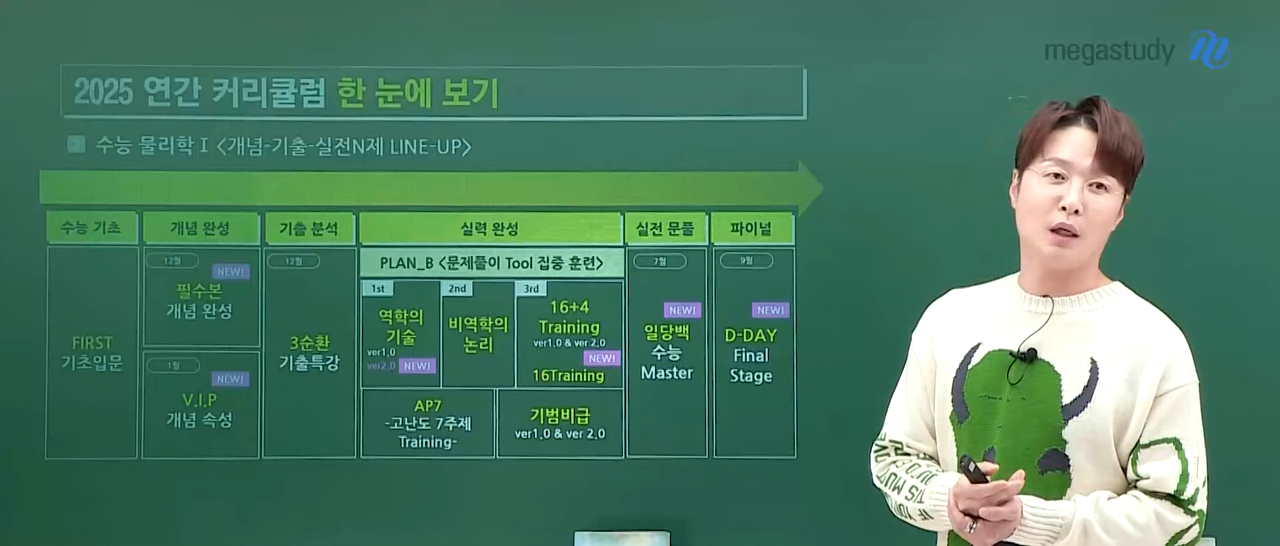 megastudy
2025 연간 커리큘럼 한 눈에 보기
수능 물리학 I <개념-기출-실전N제 LINE-UP>
수능 기초
개념 완성
기출 분석
실력 완성
실전 문풀
파이널
FIRST
기초입문
12월
NEW!
필수본
개념 완성
1월
NEW!
V.I.P
개념 속성
12월
3순환
기출특강
PLAN_B <문제풀이 Tool 집중 훈련>
1st
역학의
기술
ver1.0
ver2.0 NEW!
2nd
비역학의
논리
3rd
16+4
Training
ver1.0 & ver 2.0
NEW!
16Training
AP7
-고난도 7주제
Training-
기범비급
ver1.0 & ver 2.0
7월
NEW!
일당백
수능
Master
9월
NEW!
D-DAY
Final
Stage